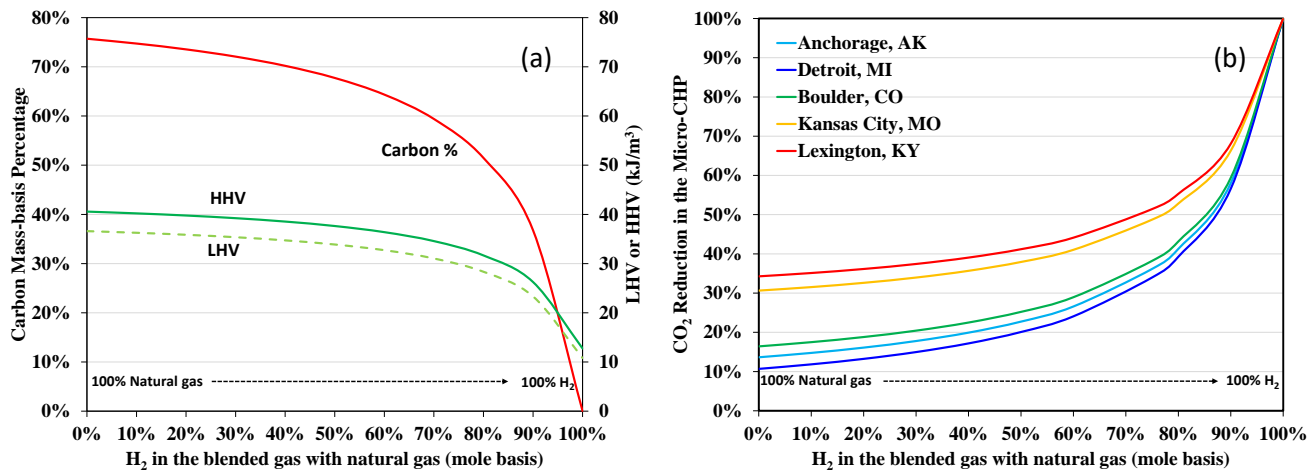 80%
70%
60%
50%
40%
30%
20%
10%
0%
Carbon Mass-basis Percentage
(a)
Carbon %
HHV
LHV
100% Natural gas
100% H2
80
70
60
50
40
30
20
10
0
LHV or HHV (kJ/m³)
0% 10% 20% 30% 40% 50% 60% 70% 80% 90% 100%
H2 in the blended gas with natural gas (mole basis)
100%
90%
80%
70%
60%
50%
40%
30%
20%
10%
0%
CO2 Reduction in the Micro-CHP
(b)
Anchorage, AK
Detroit, MI
Boulder, CO
Kansas City, MO
Lexington, KY
100% Natural gas
100% H2
0% 10% 20% 30% 40% 50% 60% 70% 80% 90% 100%
H2 in the blended gas with natural gas (mole basis)